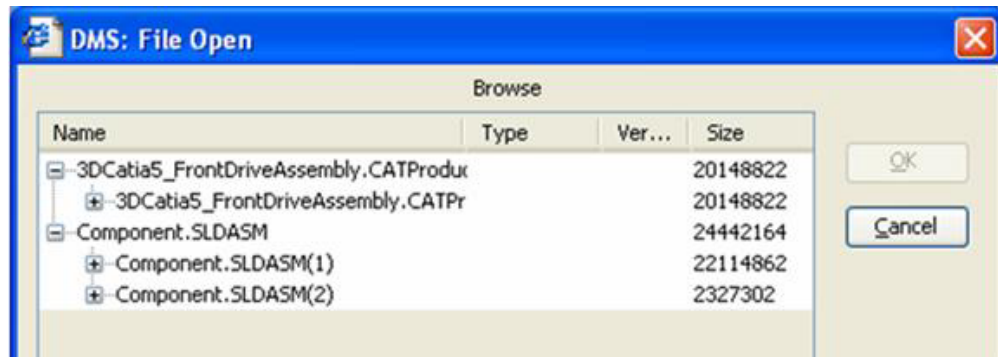 DMS: File Open
Browse
Name Type Ver... Size
3DCatia5_FrontDriveAssembly.CATProduc 20148822
3DCatia5_FrontDriveAssembly.CATPr 20148822
Component.SLDASM 24442164
Component.SLDASM(1) 22114862
Component.SLDASM(2) 2327302
OK
Cancel